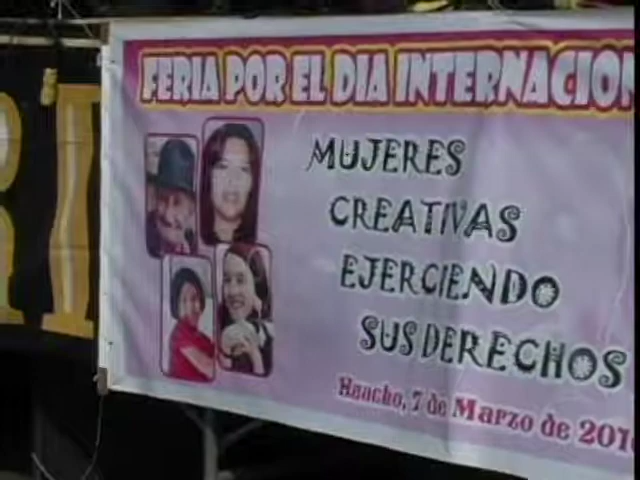 FERIA POR EL DIA INTERNACION
MUJERES
CREATIVAS
EJERCIENDO
SUS DERECHOS
Huacho, 7 de Marzo de 201